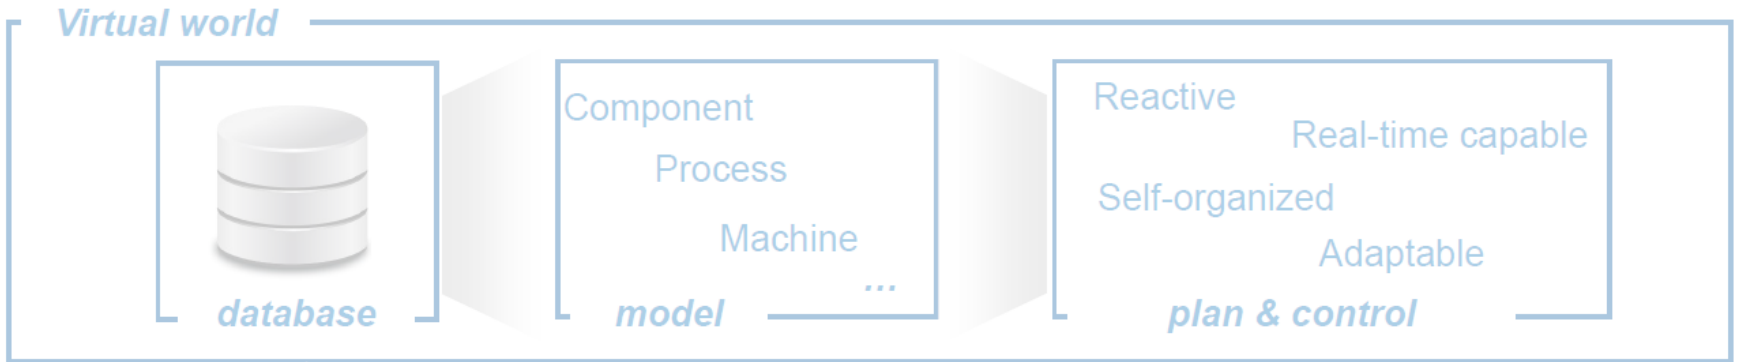 Virtual world
Component
Process
Machine
...
database
model
Reactive
Real-time capable
Self-organized
Adaptable
plan & control